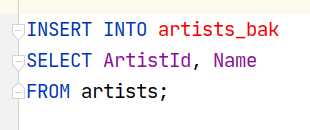 INSERT INTO artists_bak
SELECT ArtistId, Name
FROM artists;